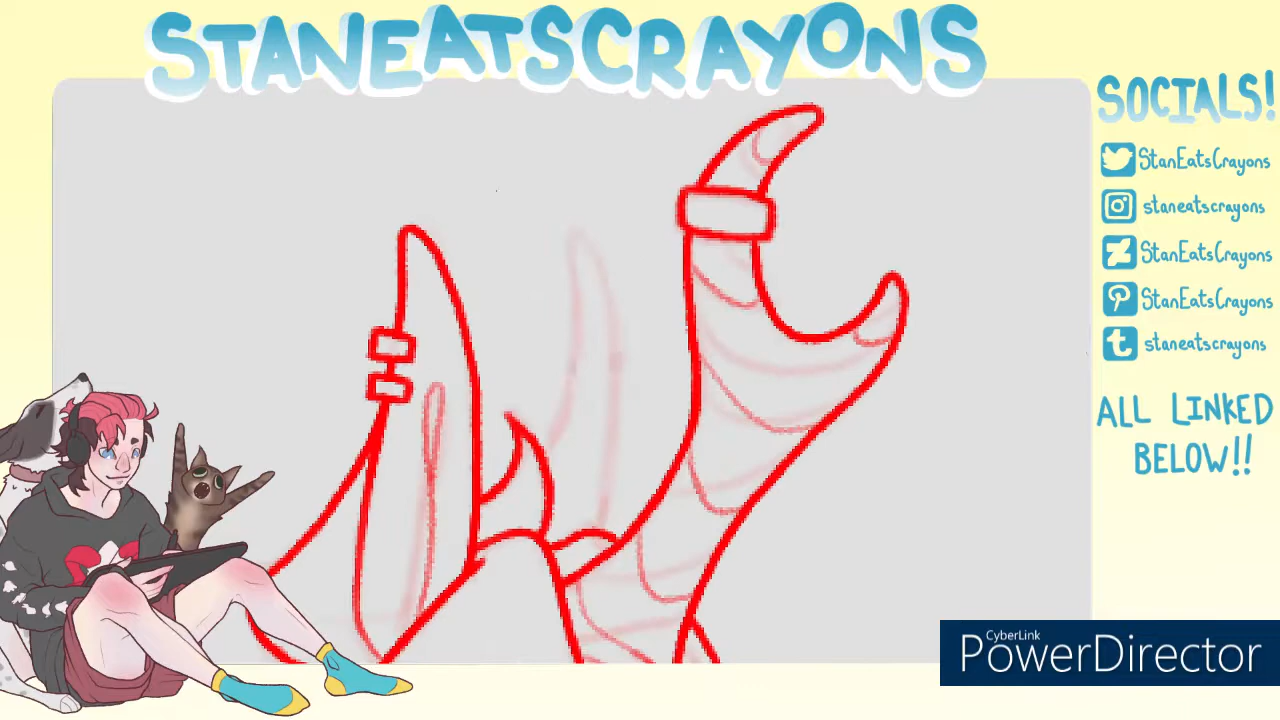 STANEATSCRAYONS
SOCIALS!
StanEatsCrayons
staneatscrayons
StanEatsCrayons
StanEatsCrayons
staneatscrayons
ALL LINKED
BELOW!!
CyberLink
PowerDirector